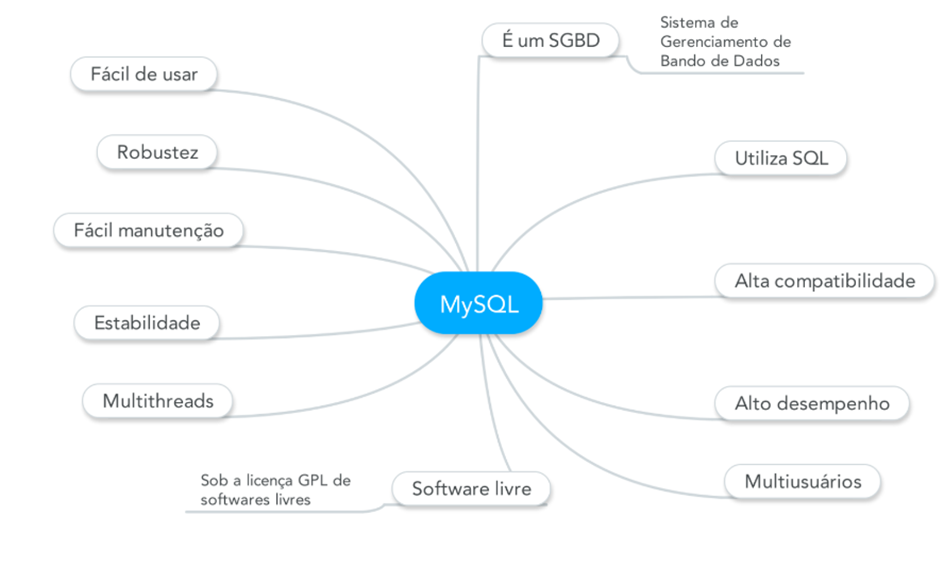 É um SGBD
Sistema de
Gerenciamento de
Bando de Dados
Fácil de usar
Robustez
Utiliza SQL
Fácil manutenção
Alta compatibilidade
MySQL
Estabilidade
Multithreads
Alto desempenho
Sob a licença GPL de
softwares livres
Software livre
Multiusuários